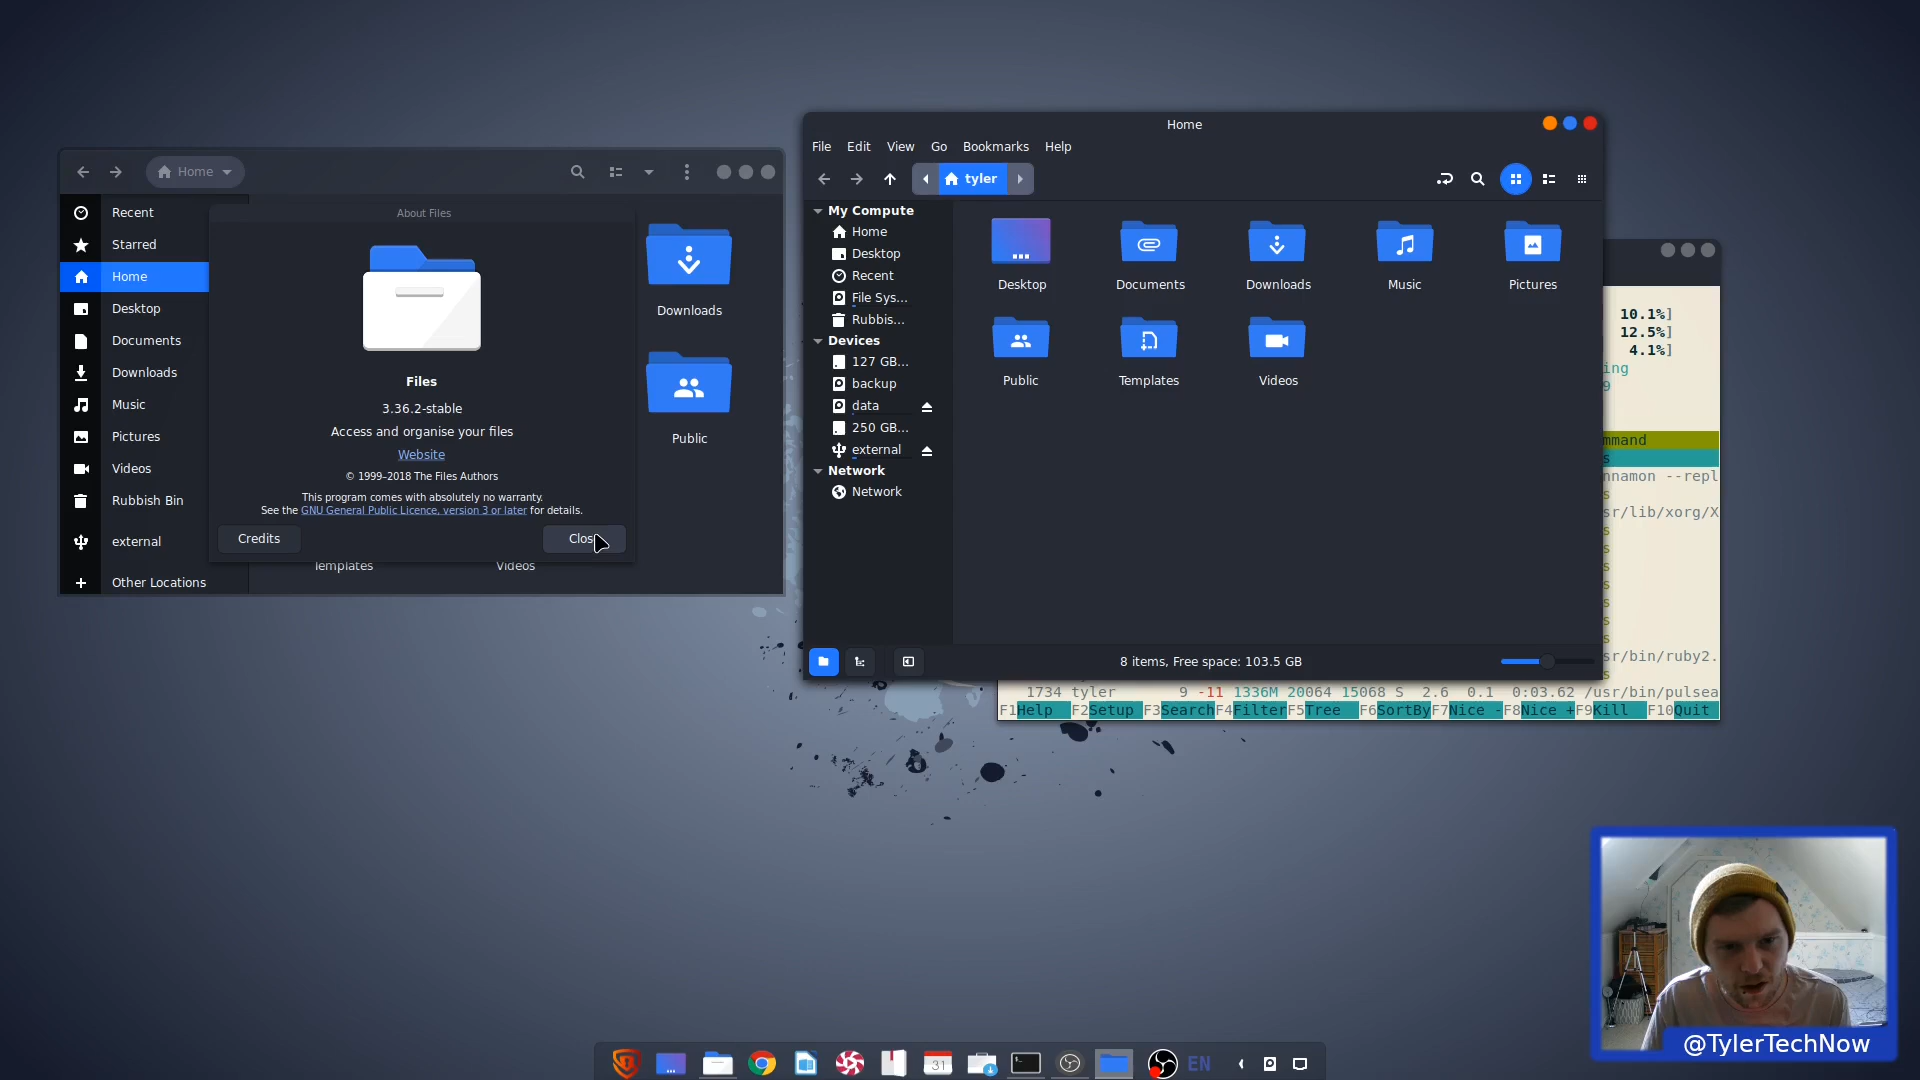 Home
Recent
Starred
Home
Desktop
Documents
Downloads
Music
Pictures
Videos
Rubbish Bin
external
Other Locations
About Files
Files
3.36.2-stable
Access and organise your files
Website
© 1999–2018 The Files Authors
This program comes with absolutely no warranty.
See the GNU General Public Licence, version 3 or later for details.
Credits
Clos
Downloads
Public
Templates
Videos
Home
File Edit View Go Bookmarks Help
tyler
My Compute
Home
Desktop
Recent
File Sys...
Rubbis...
Devices
127 GB...
backup
data
250 GB...
external
Network
Network
Desktop
Documents
Downloads
Music
Pictures
Public
Templates
Videos
8 items, Free space: 103.5 GB
10.1%]
12.5%]
4.1%]
ing
9
mmand
s
nnamon --repl
s
sr/lib/xorg/X
s
s
s
s
s
s
s
sr/bin/ruby2.
s
1734 tyler 9 -11 1336M 20064 15068 S 2.6 0.1 0:03.62 /usr/bin/pulsea
F1Help F2Setup F3SearchF4FilterF5Tree F6SortByF7Nice -F8Nice +F9Kill F10Quit
31
EN
@TylerTechNow